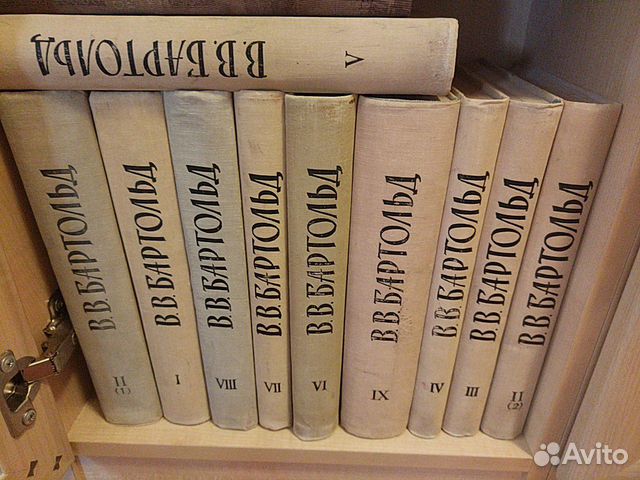 В.В.БАРТОЛЬД V
В.В.БАРТОЛЬД II (1)
В.В.БАРТОЛЬД I
В.В.БАРТОЛЬД VIII
В.В.БАРТОЛЬД VII
В.В.БАРТОЛЬД VI
В.В.БАРТОЛЬД IX
В.В.БАРТОЛЬД IV
В.В.БАРТОЛЬД III
В.В.БАРТОЛЬД II (2)
Avito